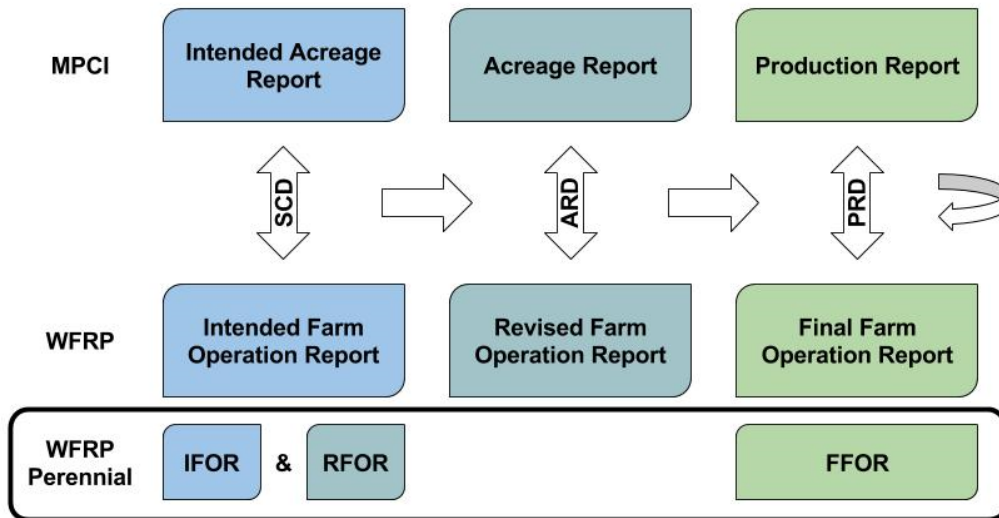 MPCI
Intended Acreage
Report
Acreage Report
Production Report
SCD
ARD
PRD
WFRP
Intended Farm
Operation Report
Revised Farm
Operation Report
Final Farm
Operation Report
WFRP
Perennial
IFOR
&
RFOR
FFOR